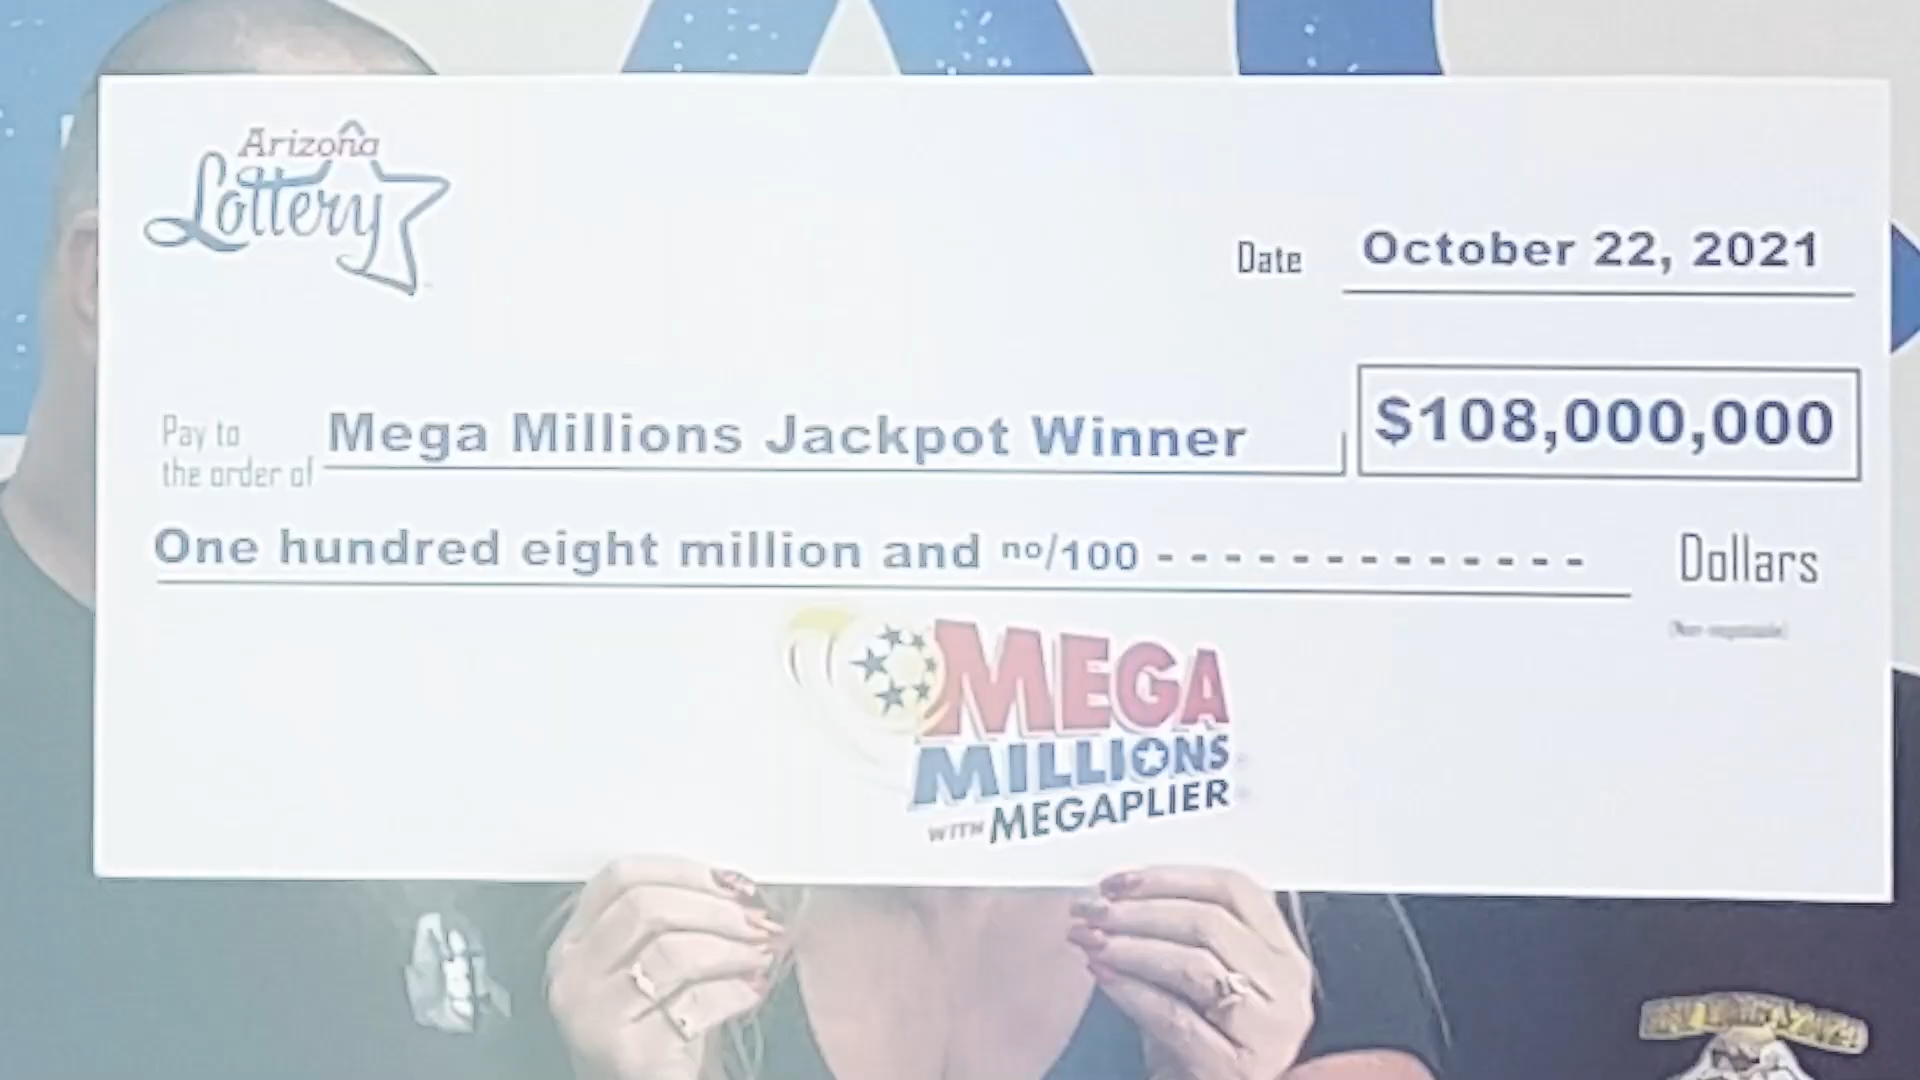 Arizona
Lottery
Date October 22, 2021
Pay to
the order of
Mega Millions Jackpot Winner
$108,000,000
One hundred eight million and no/100 - - - - - - - - - - - - - Dollars
MEGA
MILLIONS
WITH MEGAPLIER